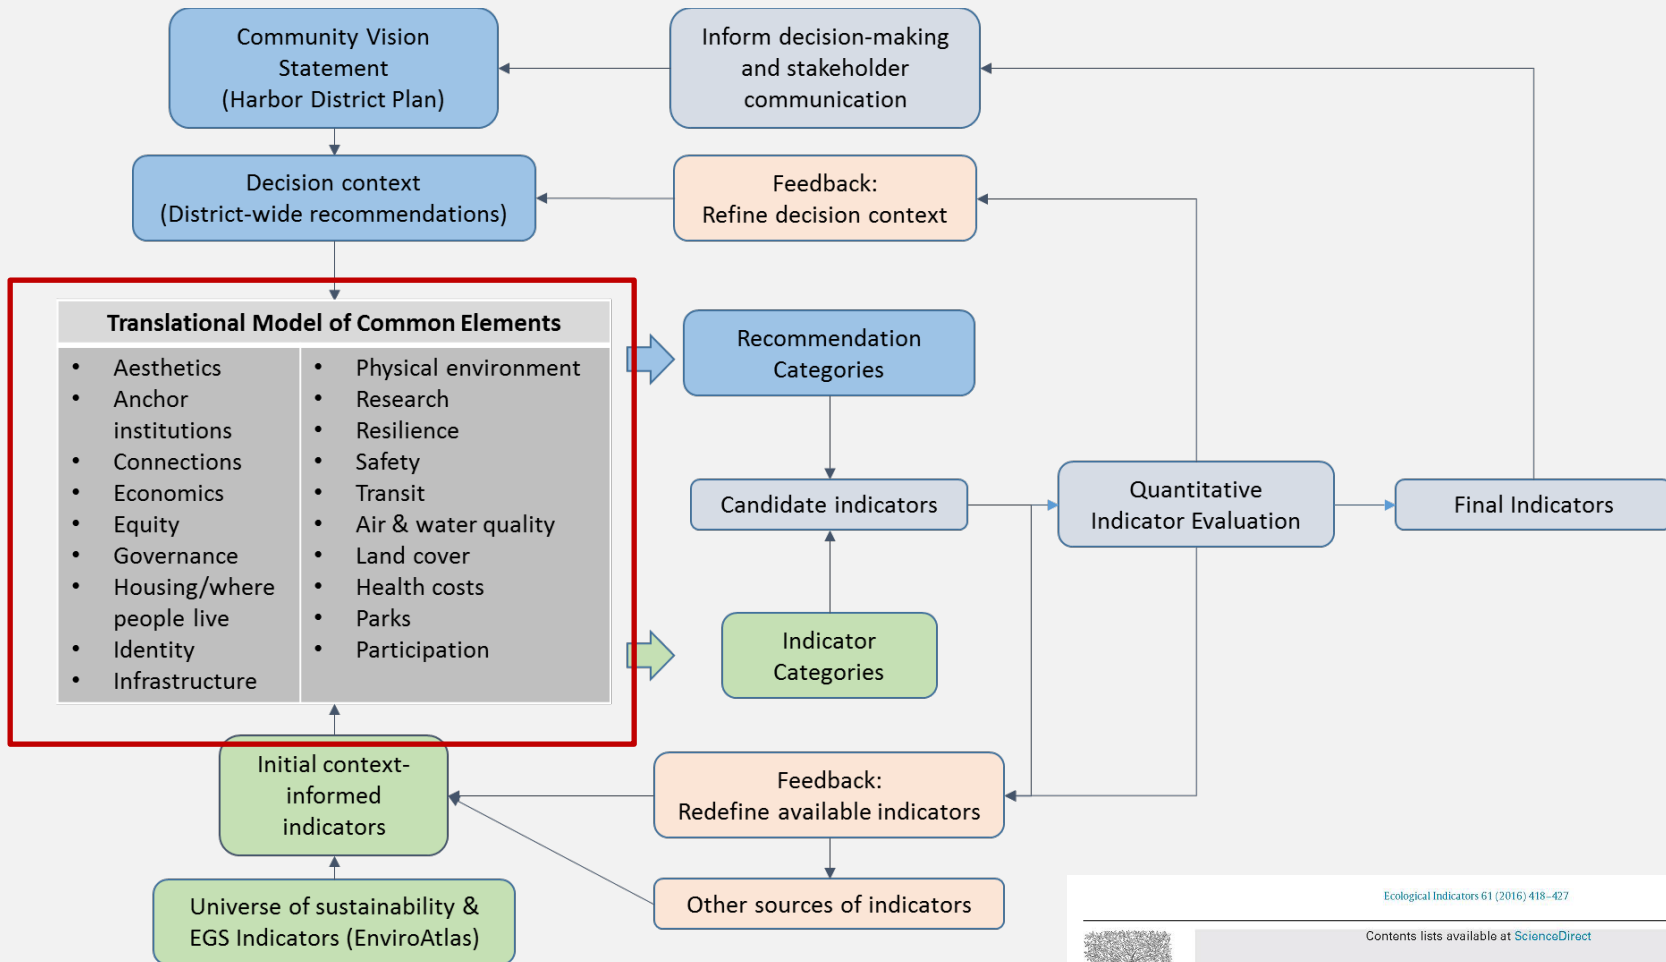 Community Vision
Statement
(Harbor District Plan)
Inform decision-making
and stakeholder
communication
Decision context
(District-wide recommendations)
Feedback:
Refine decision context
Translational Model of Common Elements
• Aesthetics
• Anchor
institutions
• Connections
• Economics
• Equity
• Governance
• Housing/where
people live
• Identity
• Infrastructure
• Physical environment
• Research
• Resilience
• Safety
• Transit
• Air & water quality
• Land cover
• Health costs
• Parks
• Participation
Recommendation
Categories
Candidate indicators
Quantitative
Indicator Evaluation
Final Indicators
Indicator
Categories
Initial context-
informed
indicators
Feedback:
Redefine available indicators
Other sources of indicators
Universe of sustainability &
EGS Indicators (EnviroAtlas)
Ecological Indicators 61 (2016) 418–427
Contents lists available at ScienceDirect